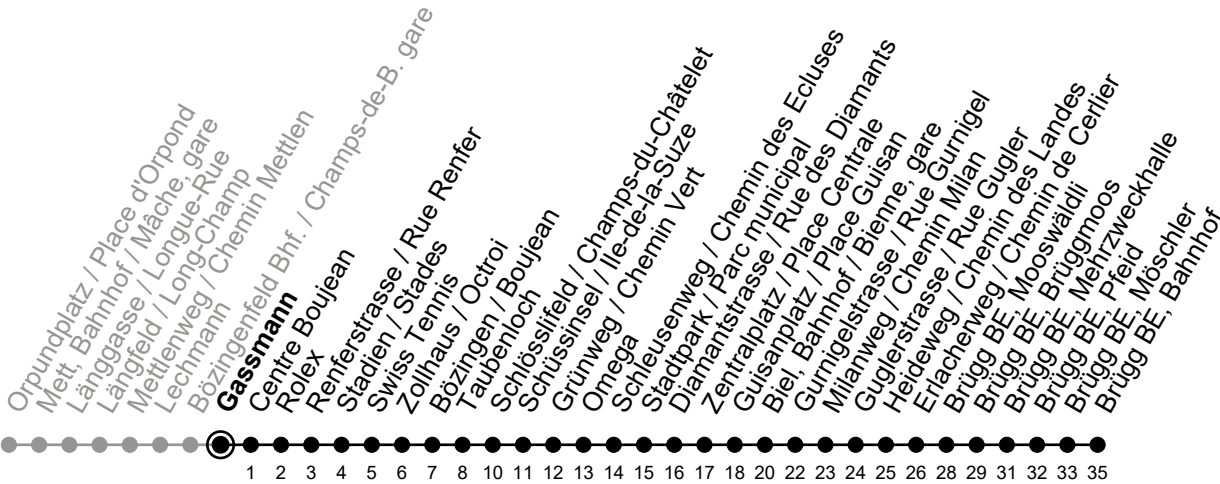 Orpundplatz / Place d'Orpond
Mett, Bahnhof / Mâche, gare
Länggasse / Longue-Rue
Längfeld / Long-Champ
Mettlenweg / Chemin Mettlen
Lechmann
Bözingenfeld Bhf. / Champs-de-B. gare
Gassmann
Centre Boujean
Rolex
Renferstrasse / Rue Renfer
Stadien / Stades
Swiss Tennis
Zollhaus / Octroi
Bözingen / Boujean
Taubenloch
Schlösslifeld / Champs-du-Châtelet
Schüssinsel / Ile-de-la-Suze
Grünweg / Chemin Vert
Omega
Schleusenweg / Chemin des Ecluses
Stadtpark / Parc municipal
Diamantstrasse / Rue des Diamants
Zentralplatz / Place Centrale
Guisanplatz / Place Guisan
Biel, Bahnhof / Bienne, gare
Gurnigelstrasse / Rue Gurnigel
Milanweg / Chemin Milan
Guglerstrasse / Rue Gugler
Heideweg / Chemin des Landes
Erlacherweg / Chemin de Cerlier
Brügg BE, Mooswäldli
Brügg BE, Brüggmoos
Brügg BE, Mehrzweckhalle
Brügg BE, Pfeid
Brügg BE, Möschler
Brügg BE, Bahnhof
1 2 3 4 5 6 7 8 10 11 12 13 14 15 16 17 18 20 22 23 24 25 26 28 29 31 32 33 35